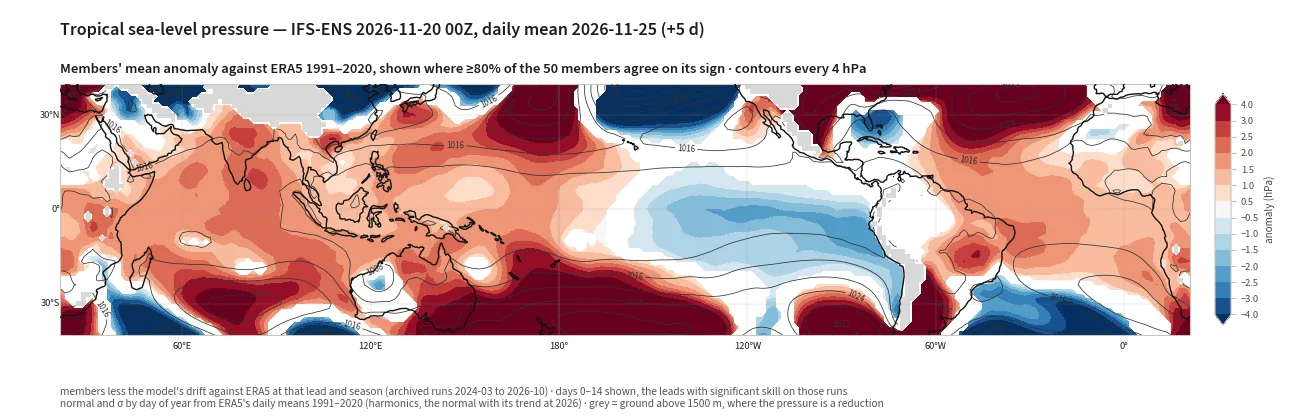 Tropical sea-level pressure — IFS-ENS 2026-11-20 00Z, daily mean 2026-11-25 (+5 d)
Members' mean anomaly against ERA5 1991–2020, shown where ≥80% of the 50 members agree on its sign · contours every 4 hPa
30°N
0°
30°S
60°E
120°E
180°
120°W
60°W
0°
1016
1016
1016
1016
1016
1016
1016
1016
1016
1016
1024
4.0
3.0
2.5
2.0
1.5
1.0
0.5
−0.5
−1.0
−1.5
−2.0
−2.5
−3.0
−4.0
anomaly (hPa)
members less the model's drift against ERA5 at that lead and season (archived runs 2024-03 to 2026-10) · days 0–14 shown, the leads with significant skill on those runs
normal and σ by day of year from ERA5's daily means 1991–2020 (harmonics, the normal with its trend at 2026) · grey = ground above 1500 m, where the pressure is a reduction